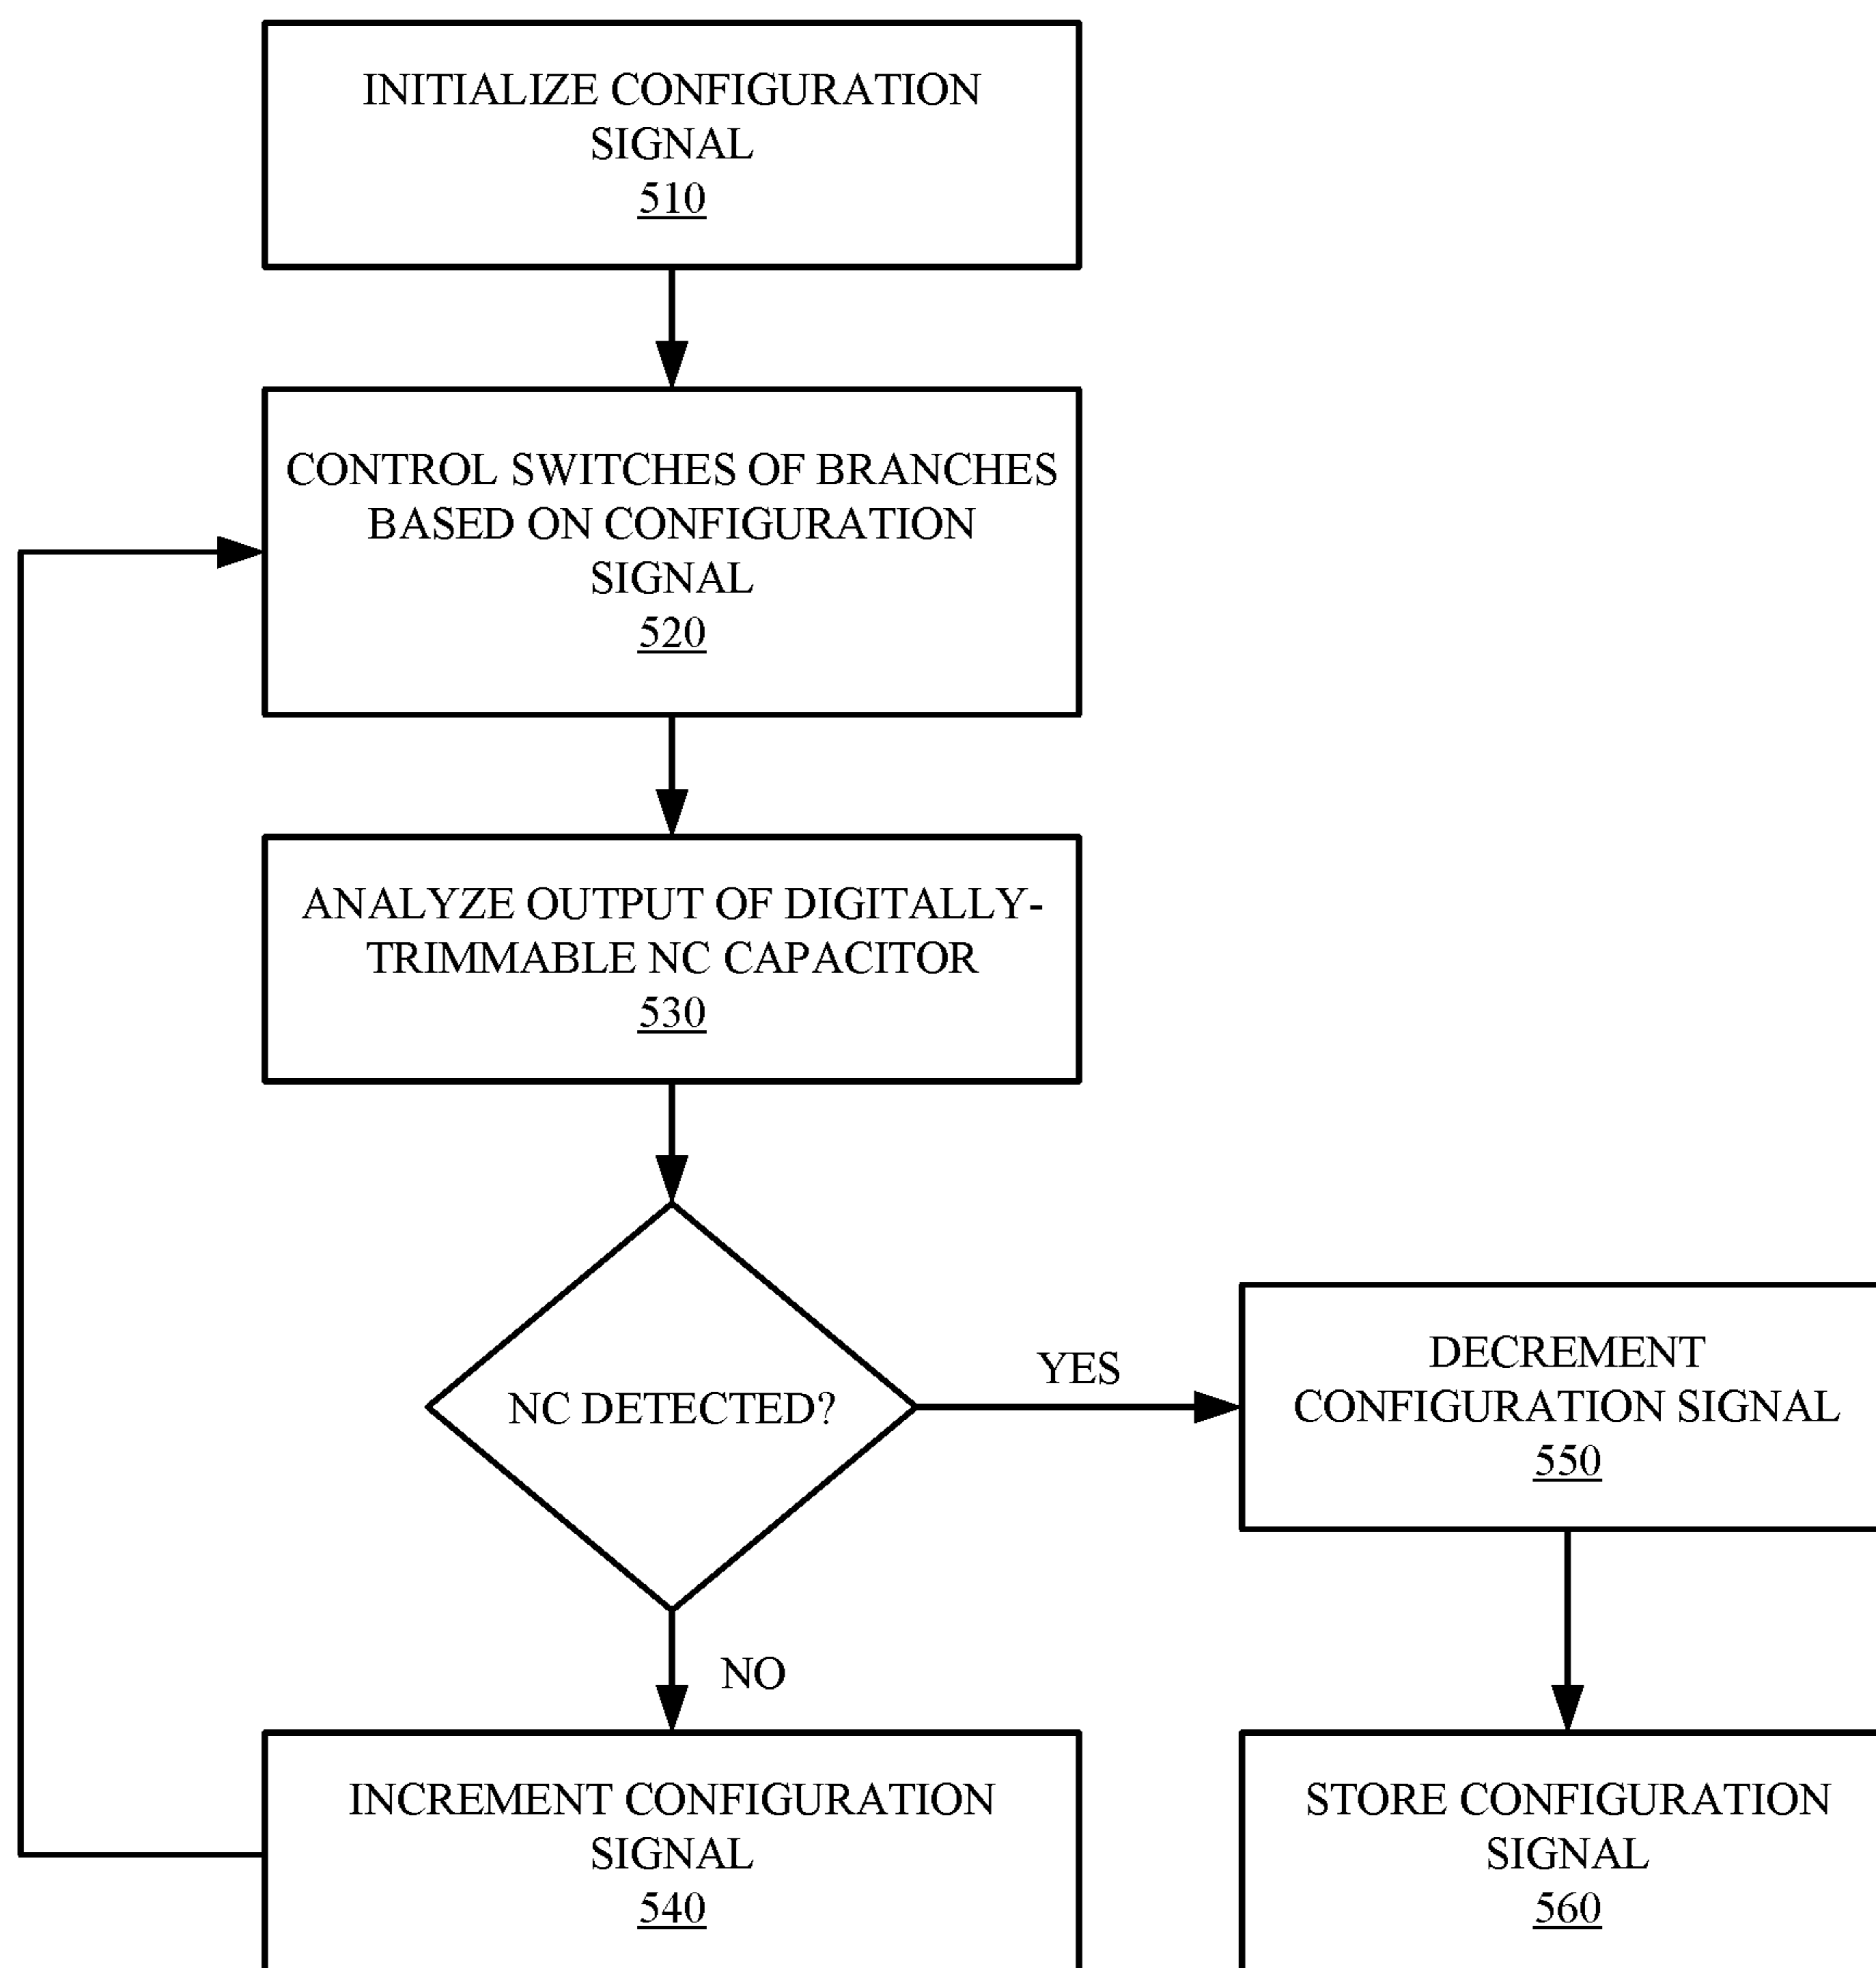 INITIALIZE CONFIGURATION
SIGNAL
510
CONTROL SWITCHES OF BRANCHES
BASED ON CONFIGURATION
SIGNAL
520
ANALYZE OUTPUT OF DIGITALLY-
TRIMMABLE NC CAPACITOR
530
NC DETECTED?
YES
DECREMENT
CONFIGURATION SIGNAL
550
NO
INCREMENT CONFIGURATION
SIGNAL
540
STORE CONFIGURATION
SIGNAL
560